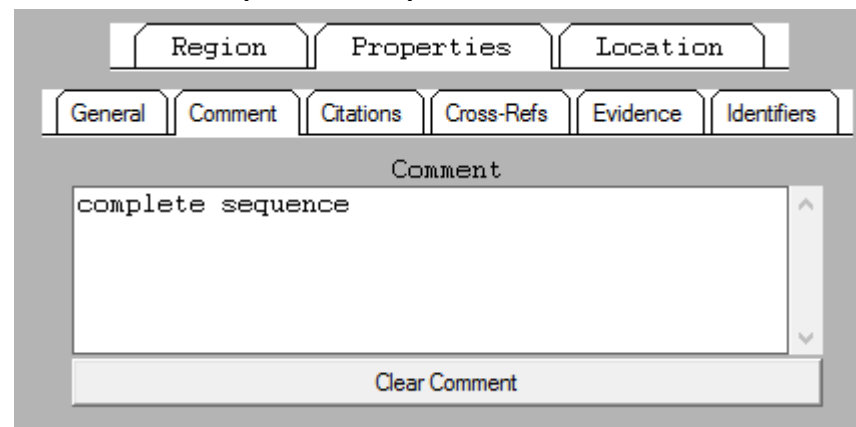 Region Properties Location
General Comment Citations Cross-Refs Evidence Identifiers
Comment
complete sequence
Clear Comment